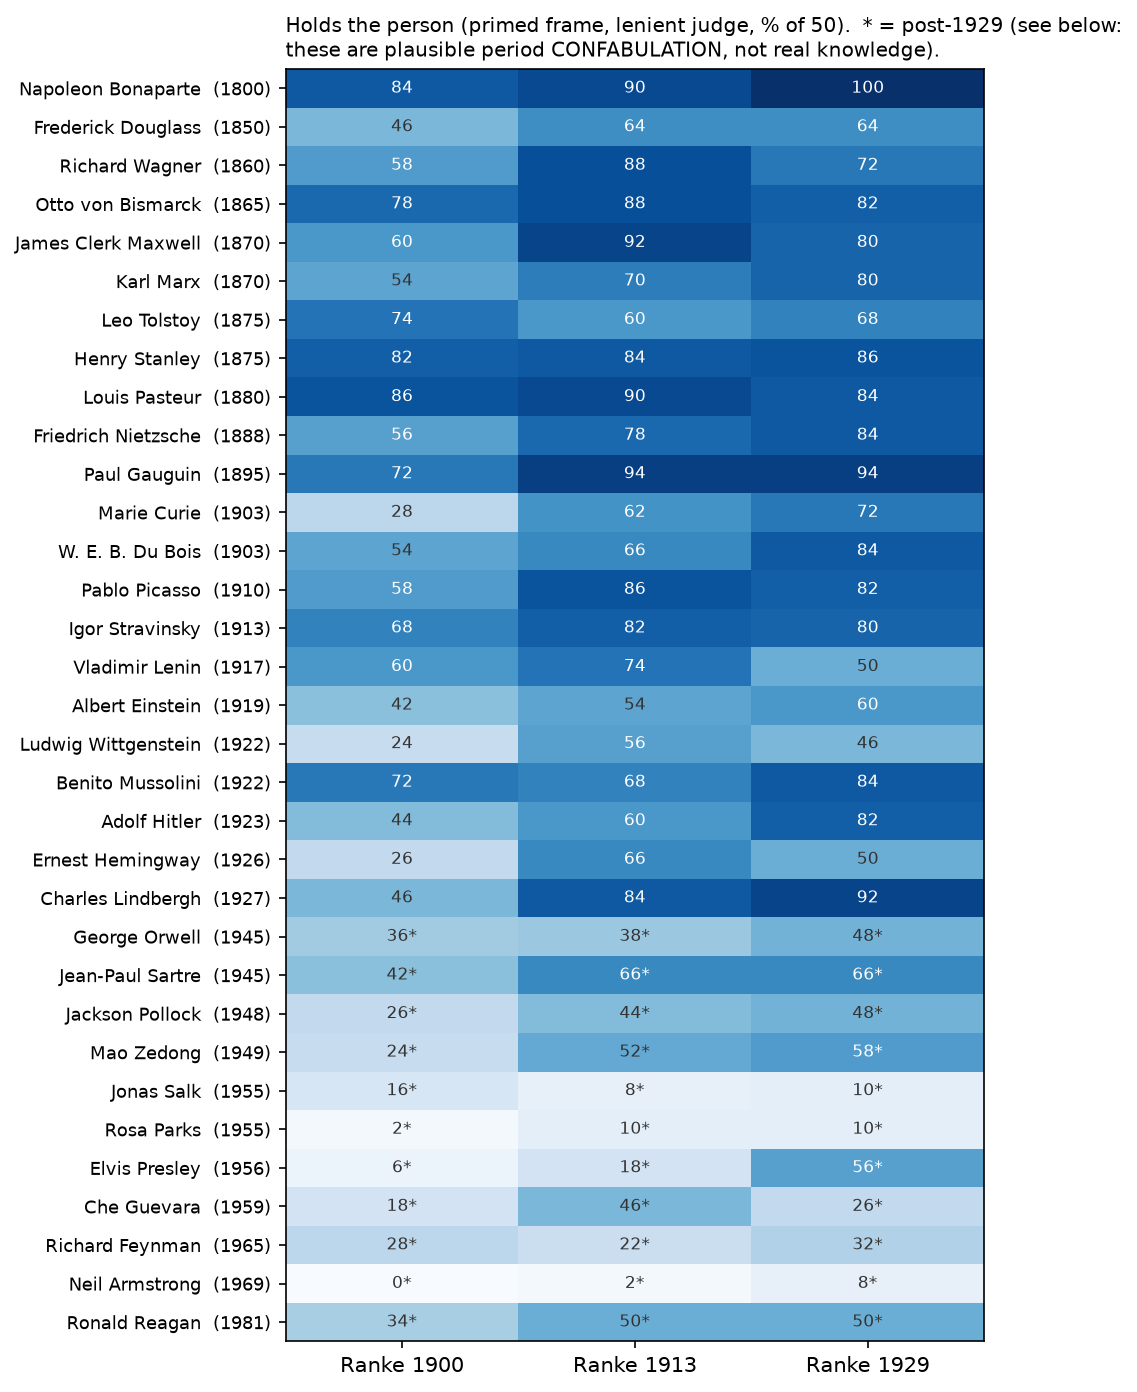 Holds the person (primed frame, lenient judge, % of 50).  * = post-1929 (see below:
these are plausible period CONFABULATION, not real knowledge).
Napoleon Bonaparte (1800) 84 90 100
Frederick Douglass (1850) 46 64 64
Richard Wagner (1860) 58 88 72
Otto von Bismarck (1865) 78 88 82
James Clerk Maxwell (1870) 60 92 80
Karl Marx (1870) 54 70 80
Leo Tolstoy (1875) 74 60 68
Henry Stanley (1875) 82 84 86
Louis Pasteur (1880) 86 90 84
Friedrich Nietzsche (1888) 56 78 84
Paul Gauguin (1895) 72 94 94
Marie Curie (1903) 28 62 72
W. E. B. Du Bois (1903) 54 66 84
Pablo Picasso (1910) 58 86 82
Igor Stravinsky (1913) 68 82 80
Vladimir Lenin (1917) 60 74 50
Albert Einstein (1919) 42 54 60
Ludwig Wittgenstein (1922) 24 56 46
Benito Mussolini (1922) 72 68 84
Adolf Hitler (1923) 44 60 82
Ernest Hemingway (1926) 26 66 50
Charles Lindbergh (1927) 46 84 92
George Orwell (1945) 36* 38* 48*
Jean-Paul Sartre (1945) 42* 66* 66*
Jackson Pollock (1948) 26* 44* 48*
Mao Zedong (1949) 24* 52* 58*
Jonas Salk (1955) 16* 8* 10*
Rosa Parks (1955) 2* 10* 10*
Elvis Presley (1956) 6* 18* 56*
Che Guevara (1959) 18* 46* 26*
Richard Feynman (1965) 28* 22* 32*
Neil Armstrong (1969) 0* 2* 8*
Ronald Reagan (1981) 34* 50* 50*
Ranke 1900 Ranke 1913 Ranke 1929